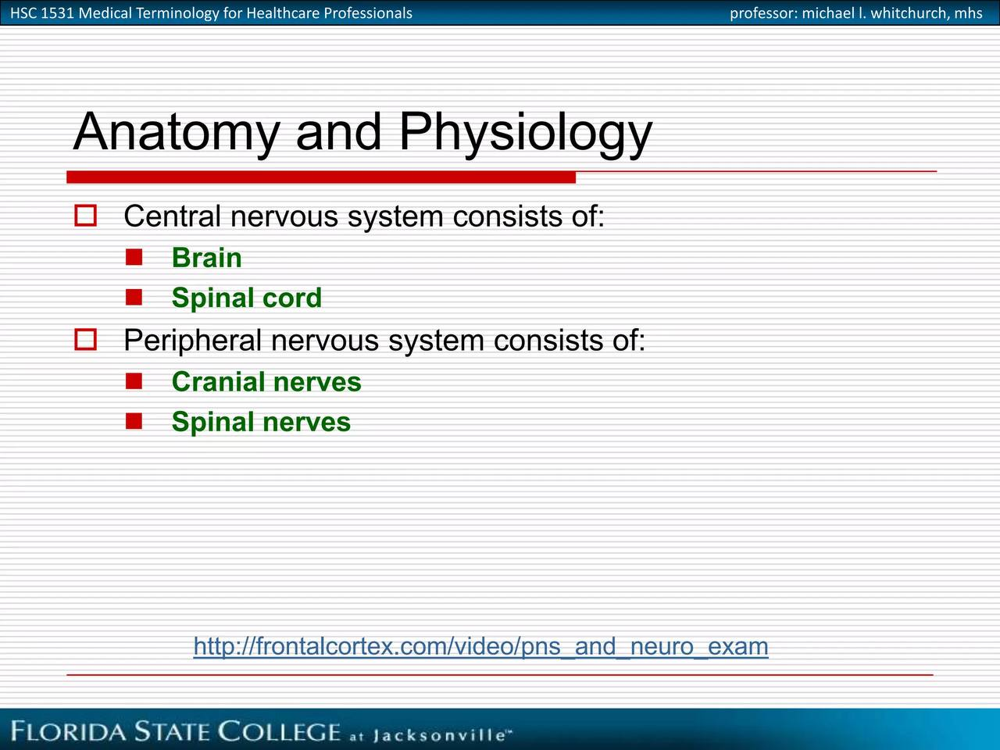 HSC 1531 Medical Terminology for Healthcare Professionals
professor: michael l. whitchurch, mhs
Anatomy and Physiology
Central nervous system consists of:
Brain
Spinal cord
Peripheral nervous system consists of:
Cranial nerves
Spinal nerves
http://frontalcortex.com/video/pns_and_neuro_exam
FLORIDA STATE COLLEGE at Jacksonville™